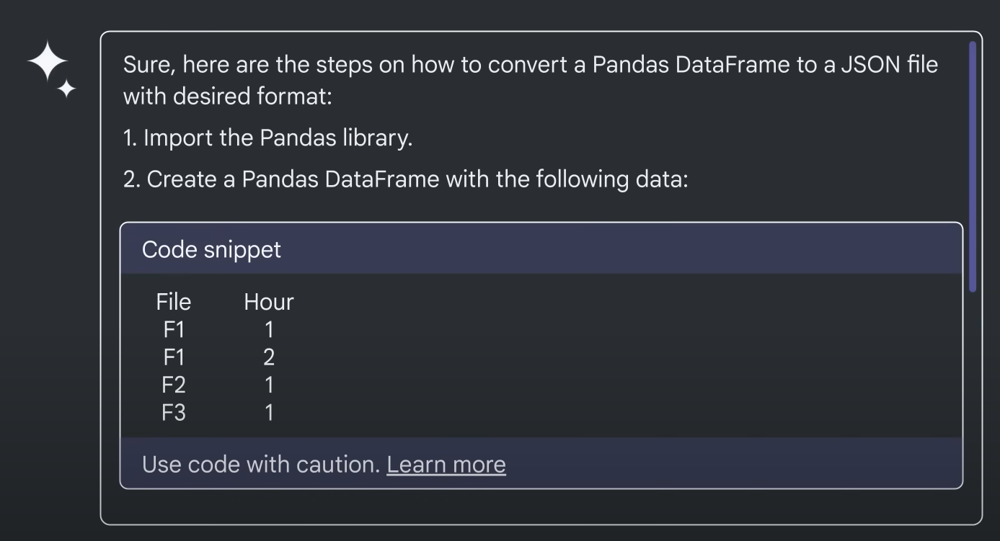 Sure, here are the steps on how to convert a Pandas DataFrame to a JSON file
with desired format:
1. Import the Pandas library.
2. Create a Pandas DataFrame with the following data:
Code snippet
File Hour
F1 1
F1 2
F2 1
F3 1
Use code with caution. Learn more